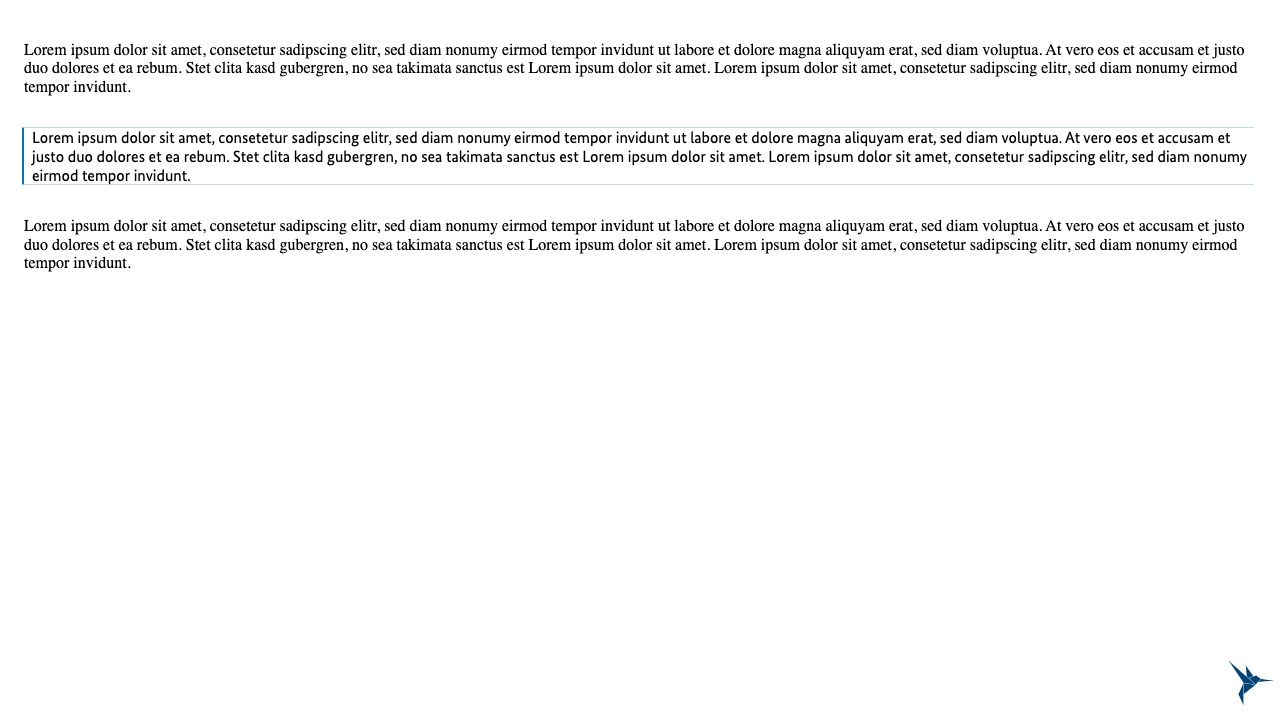 Lorem ipsum dolor sit amet, consetetur sadipscing elitr, sed diam nonumy eirmod tempor invidunt ut labore et dolore magna aliquyam erat, sed diam voluptua. At vero eos et accusam et justo
duo dolores et ea rebum. Stet clita kasd gubergren, no sea takimata sanctus est Lorem ipsum dolor sit amet. Lorem ipsum dolor sit amet, consetetur sadipscing elitr, sed diam nonumy eirmod
tempor invidunt.
Lorem ipsum dolor sit amet, consetetur sadipscing elitr, sed diam nonumy eirmod tempor invidunt ut labore et dolore magna aliquyam erat, sed diam voluptua. At vero eos et accusam et
justo duo dolores et ea rebum. Stet clita kasd gubergren, no sea takimata sanctus est Lorem ipsum dolor sit amet. Lorem ipsum dolor sit amet, consetetur sadipscing elitr, sed diam nonumy
eirmod tempor invidunt.
Lorem ipsum dolor sit amet, consetetur sadipscing elitr, sed diam nonumy eirmod tempor invidunt ut labore et dolore magna aliquyam erat, sed diam voluptua. At vero eos et accusam et justo
duo dolores et ea rebum. Stet clita kasd gubergren, no sea takimata sanctus est Lorem ipsum dolor sit amet. Lorem ipsum dolor sit amet, consetetur sadipscing elitr, sed diam nonumy eirmod
tempor invidunt.